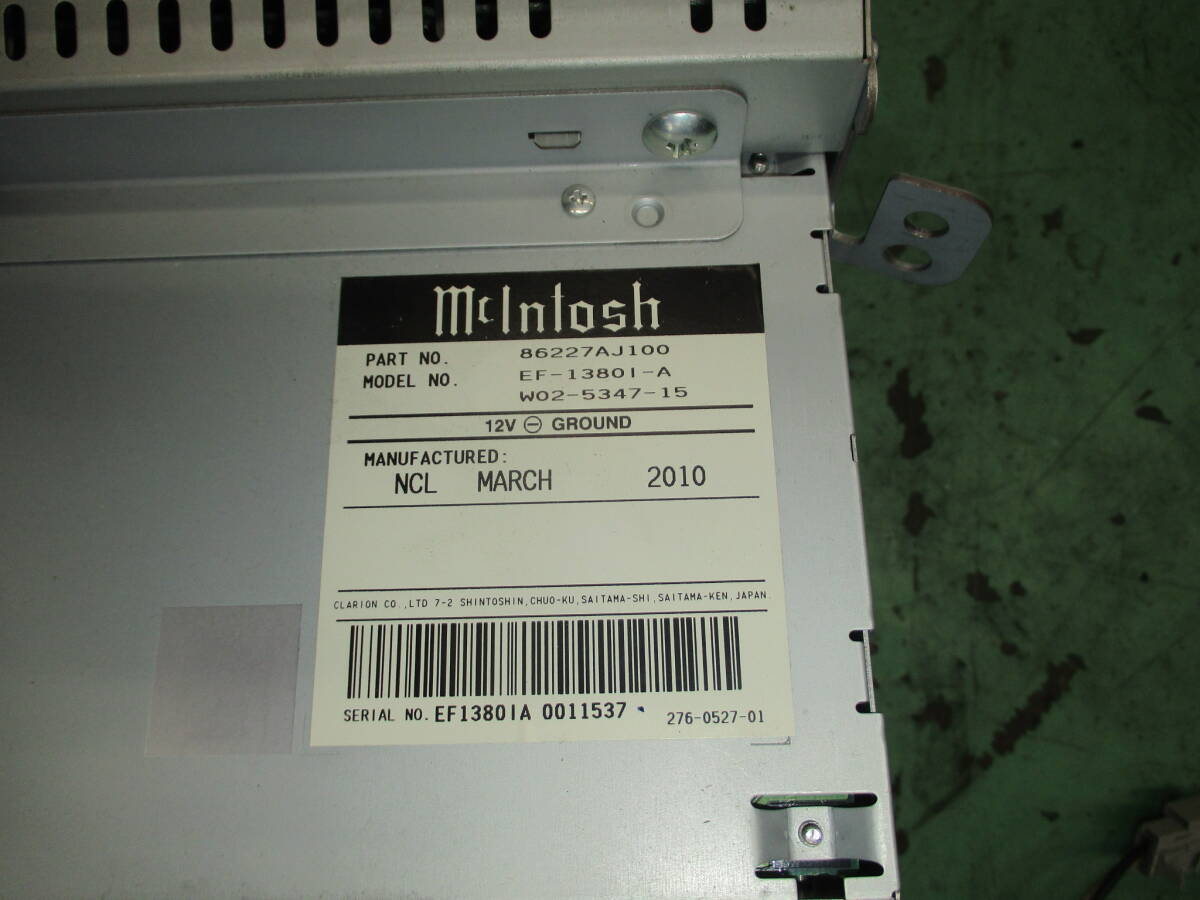 McIntosh
PART NO. 86227AJ100
MODEL NO. EF-1380I-A
W02-5347-15
12V ⊖ GROUND
MANUFACTURED:
NCL MARCH 2010
CLARION CO.,LTD 7-2 SHINTOSHIN,CHUO-KU,SAITAMA-SHI,SAITAMA-KEN,JAPAN.
SERIAL NO. EF1380IA 0011537
276-0527-01